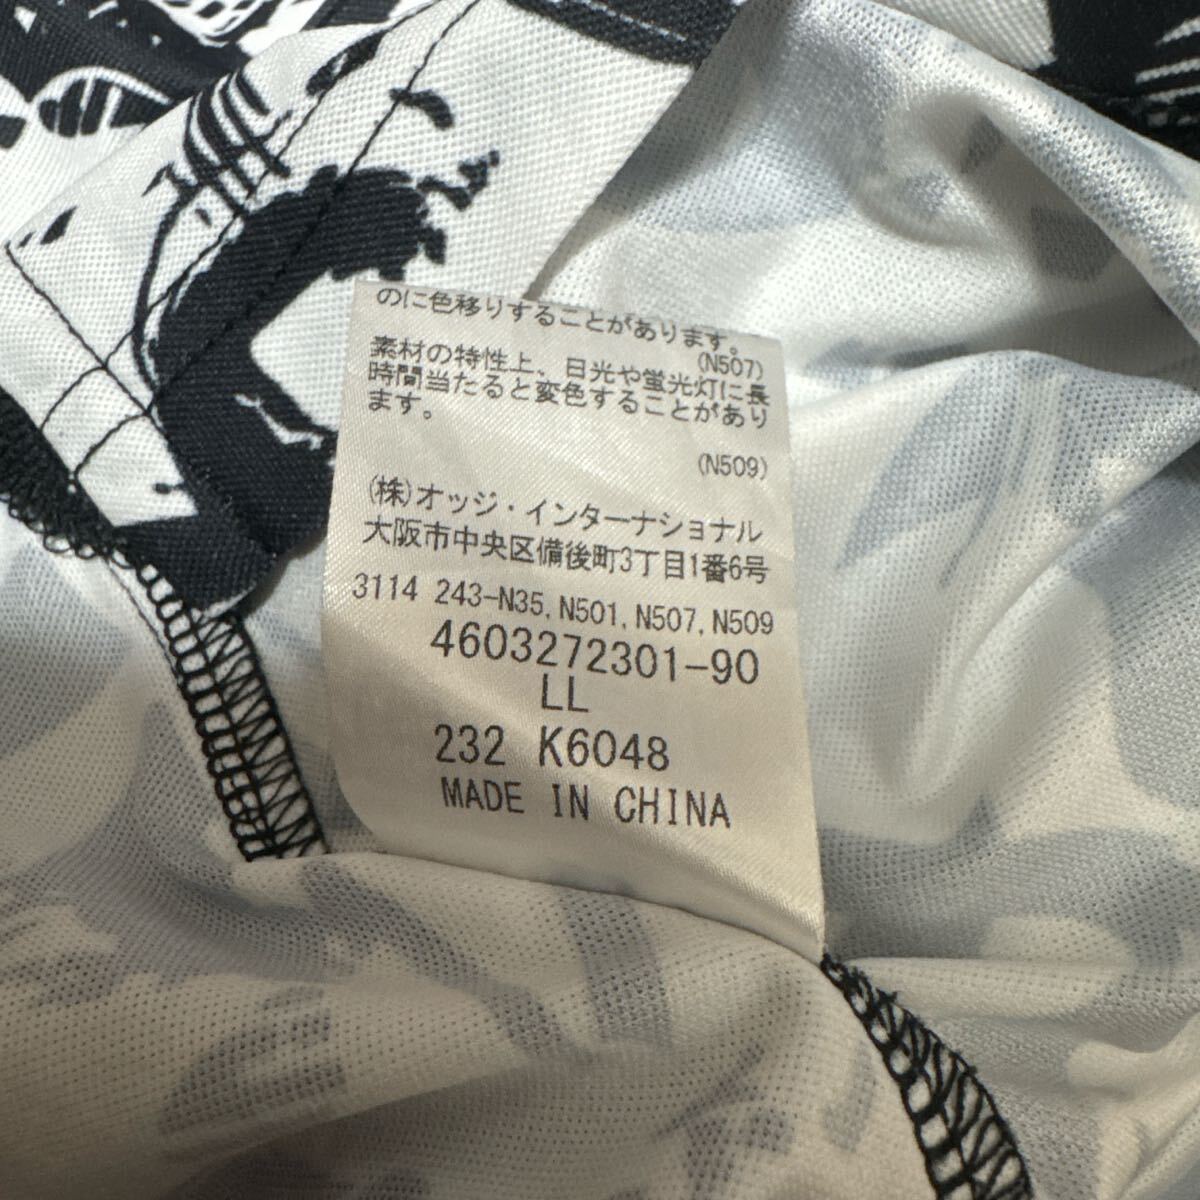 のに色移りすることがあります。
(N507)
素材の特性上、日光や蛍光灯に長
時間当たると変色することがあり
ます。
(N509)
(株)オッジ・インターナショナル
大阪市中央区備後町3丁目1番6号
3114 243-N35, N501, N507, N509
4603272301-90
LL
232 K6048
MADE IN CHINA